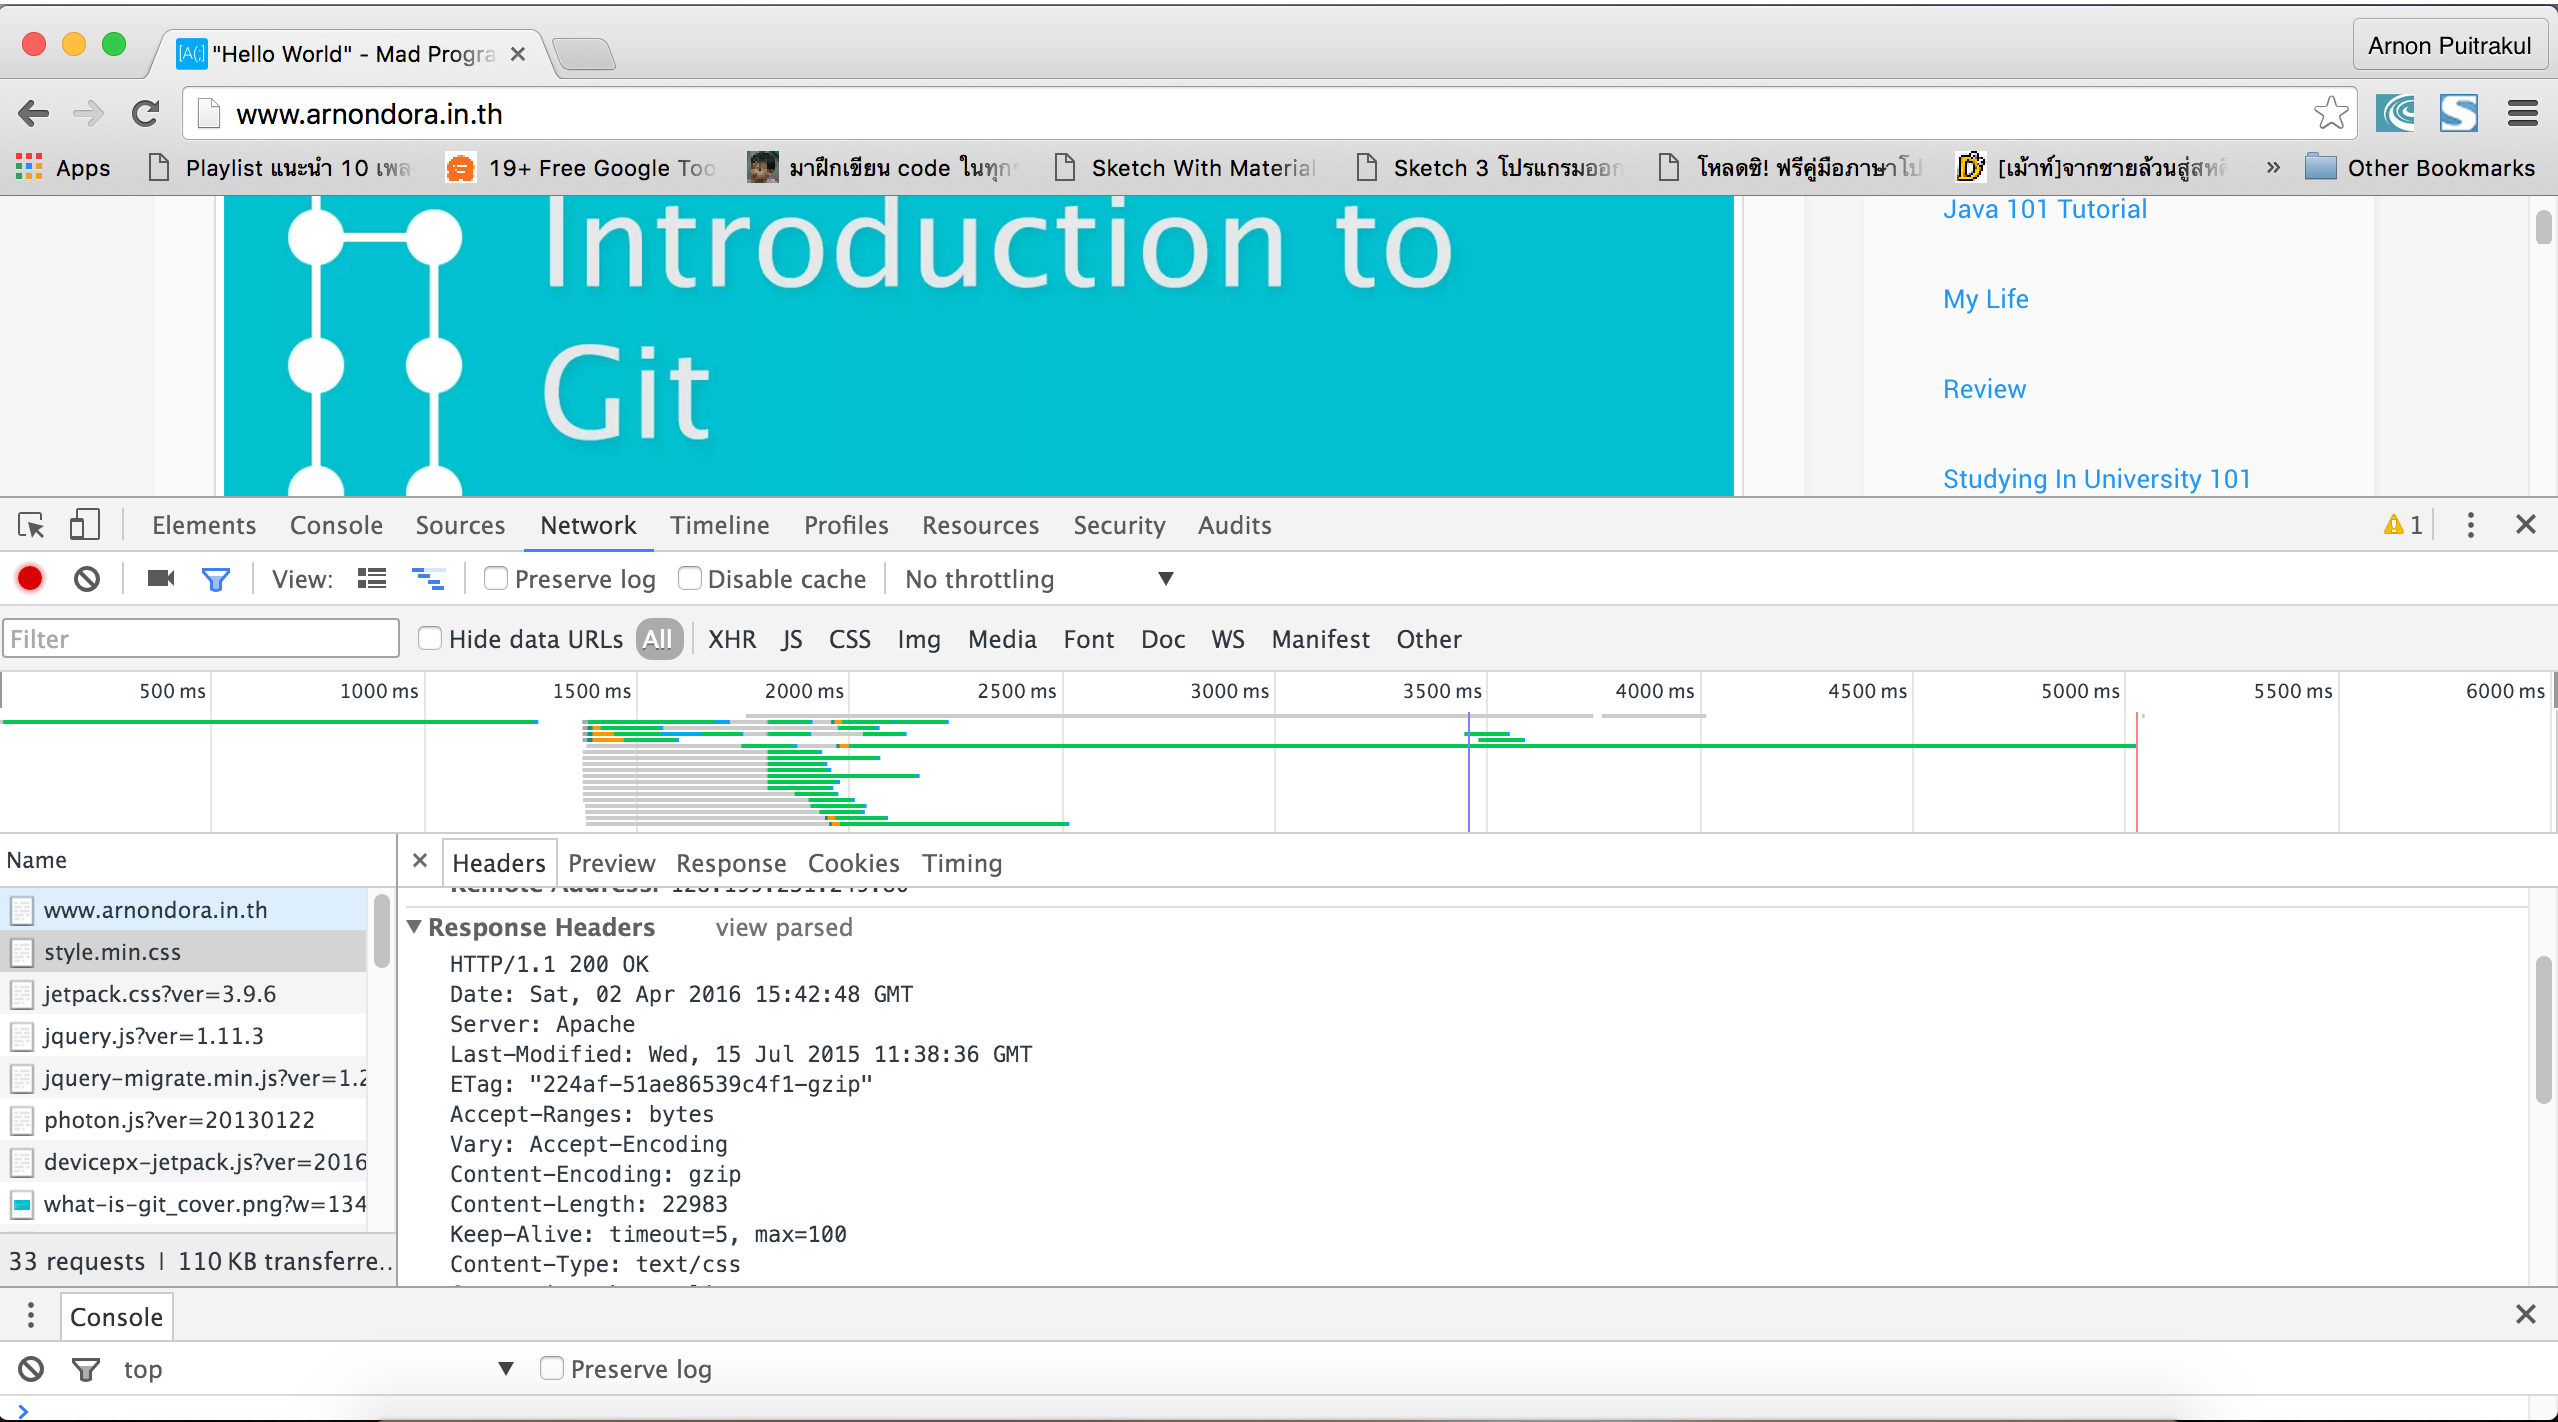 "Hello World" - Mad Progra
Arnon Puitrakul
www.arnondora.in.th
Apps
Playlist แนะนำ 10 เพล
19+ Free Google Too
มาฝึกเขียน code ในทุก
Sketch With Material
Sketch 3 โปรแกรมออก
โหลดซิ! ฟรีคู่มือภาษาโป
[เม้าท์]จากชายล้วนสู่สห
»
Other Bookmarks
Introduction to
Git
Java 101 Tutorial
My Life
Review
Studying In University 101
Elements Console Sources Network Timeline Profiles Resources Security Audits
1
View: Preserve log Disable cache No throttling
Filter
Hide data URLs All XHR JS CSS Img Media Font Doc WS Manifest Other
500 ms 1000 ms 1500 ms 2000 ms 2500 ms 3000 ms 3500 ms 4000 ms 4500 ms 5000 ms 5500 ms 6000 ms
Name
www.arnondora.in.th
style.min.css
jetpack.css?ver=3.9.6
jquery.js?ver=1.11.3
jquery-migrate.min.js?ver=1.2
photon.js?ver=20130122
devicepx-jetpack.js?ver=2016
what-is-git_cover.png?w=134
33 requests | 110 KB transferre...
Headers Preview Response Cookies Timing
Response Headers view parsed
HTTP/1.1 200 OK
Date: Sat, 02 Apr 2016 15:42:48 GMT
Server: Apache
Last-Modified: Wed, 15 Jul 2015 11:38:36 GMT
ETag: "224af-51ae86539c4f1-gzip"
Accept-Ranges: bytes
Vary: Accept-Encoding
Content-Encoding: gzip
Content-Length: 22983
Keep-Alive: timeout=5, max=100
Content-Type: text/css
Console
top
Preserve log